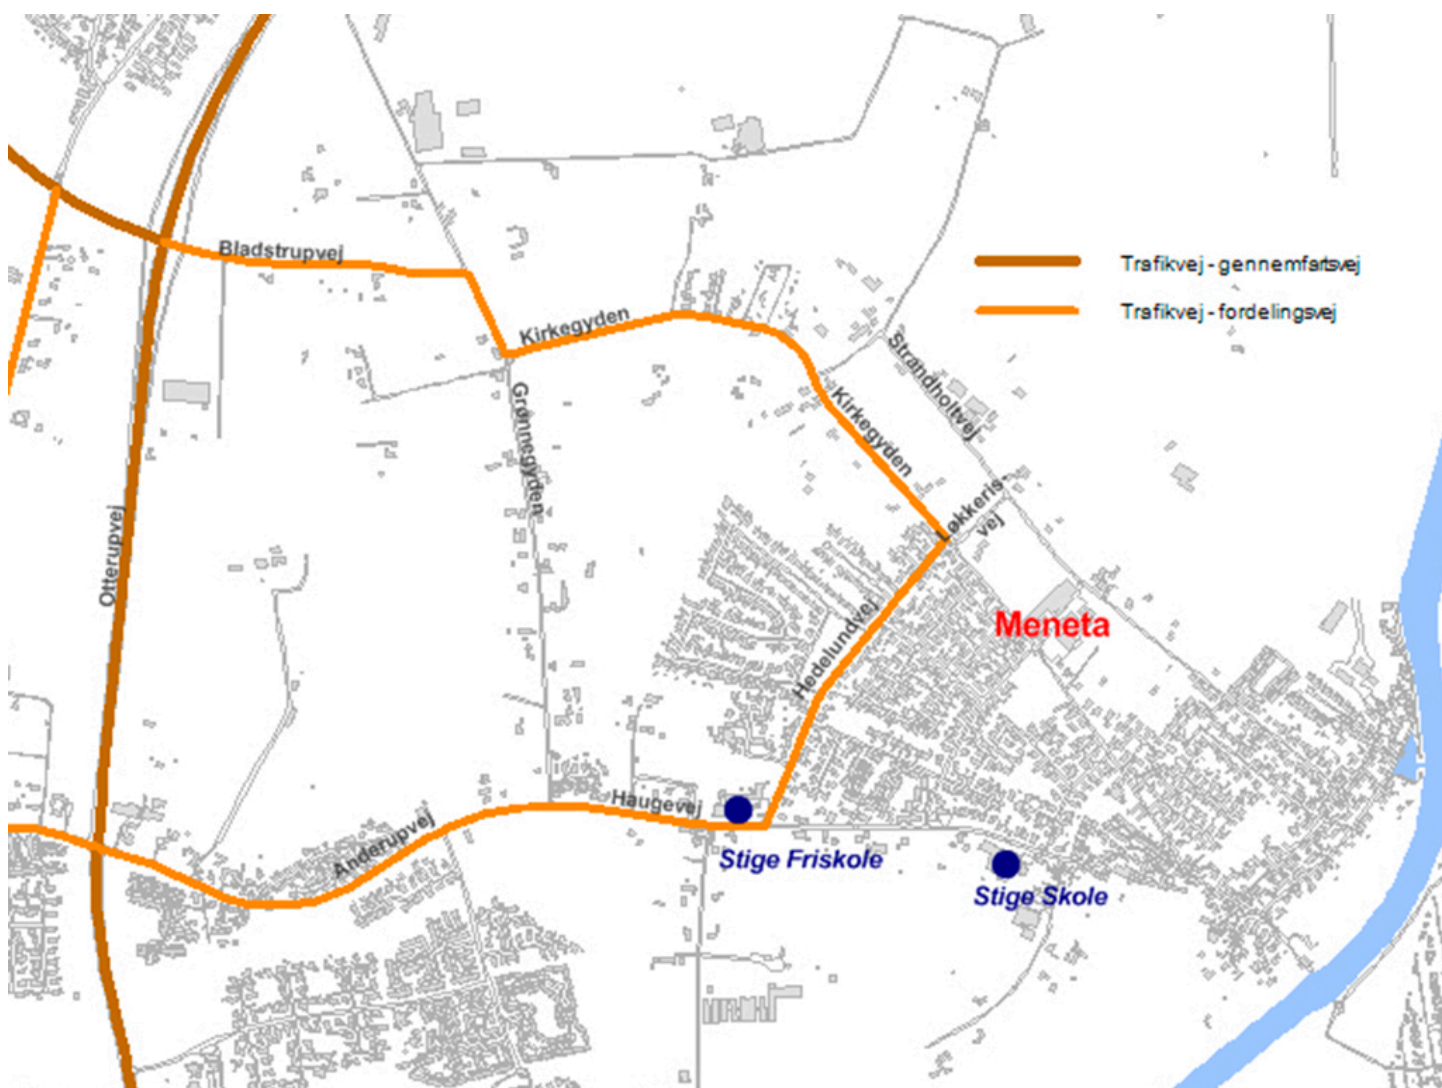 Bladstrupvej
Trafikvej - gennemfartsvej
Trafikvej - fordelingsvej
Kirkegyden
Strandholtvej
Grønnegyden
Kirkegyden
Løkkeris-
vej
Otterupvej
Meneta
Hedelundvej
Haugevej
Anderupvej
Stige Friskole
Stige Skole